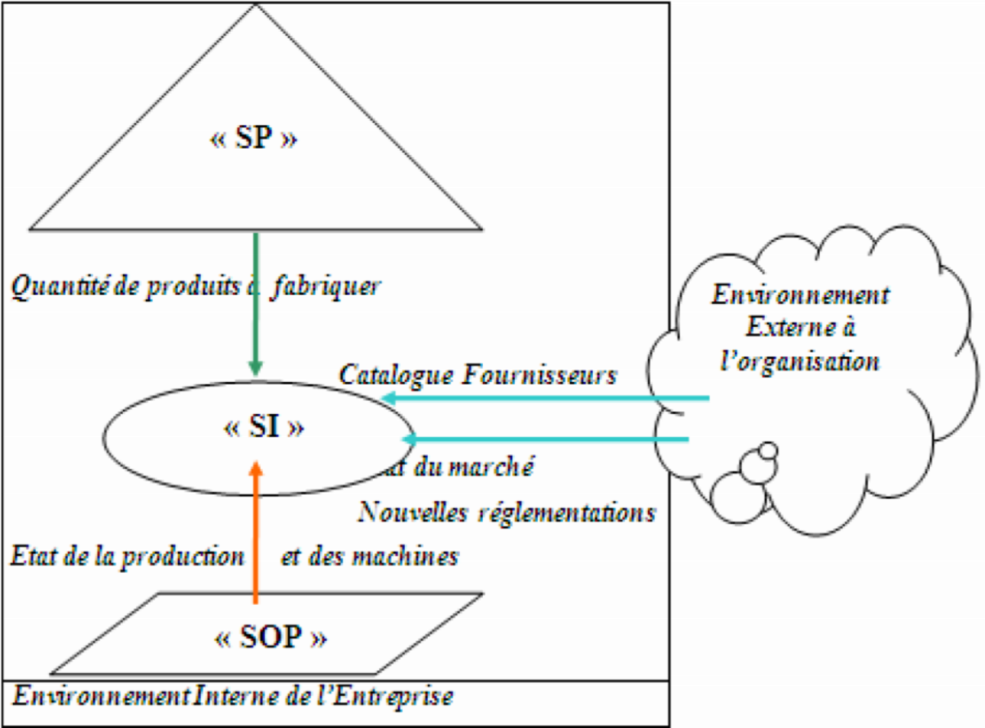 « SP »
Quantité de produits à fabriquer
Environnement
Externe à
l’organisation
Catalogue Fournisseurs
« SI »
du marché
Nouvelles réglementations
Etat de la production et des machines
« SOP »
Environnement Interne de l’Entreprise